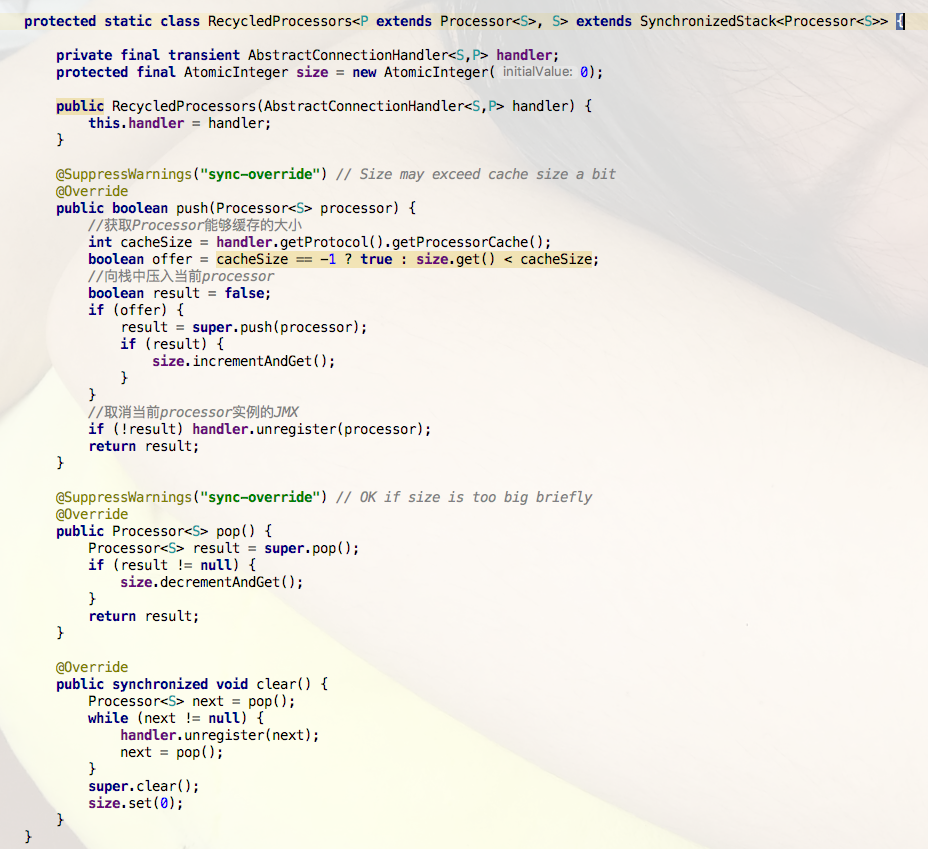 protected static class RecycledProcessors<P extends Processor<S>, S> extends SynchronizedStack<Processor<S>> {
private final transient AbstractConnectionHandler<S,P> handler;
protected final AtomicInteger size = new AtomicInteger( initialValue: 0);
public RecycledProcessors(AbstractConnectionHandler<S,P> handler) {
this.handler = handler;
}
@SuppressWarnings("sync-override") // Size may exceed cache size a bit
@Override
public boolean push(Processor<S> processor) {
//获取Processor能够缓存的大小
int cacheSize = handler.getProtocol().getProcessorCache();
boolean offer = cacheSize == -1 ? true : size.get() < cacheSize;
//向栈中压入当前processor
boolean result = false;
if (offer) {
result = super.push(processor);
if (result) {
size.incrementAndGet();
}
}
//取消当前processor实例的JMX
if (!result) handler.unregister(processor);
return result;
}
@SuppressWarnings("sync-override") // OK if size is too big briefly
@Override
public Processor<S> pop() {
Processor<S> result = super.pop();
if (result != null) {
size.decrementAndGet();
}
return result;
}
@Override
public synchronized void clear() {
Processor<S> next = pop();
while (next != null) {
handler.unregister(next);
next = pop();
}
super.clear();
size.set(0);
}
}